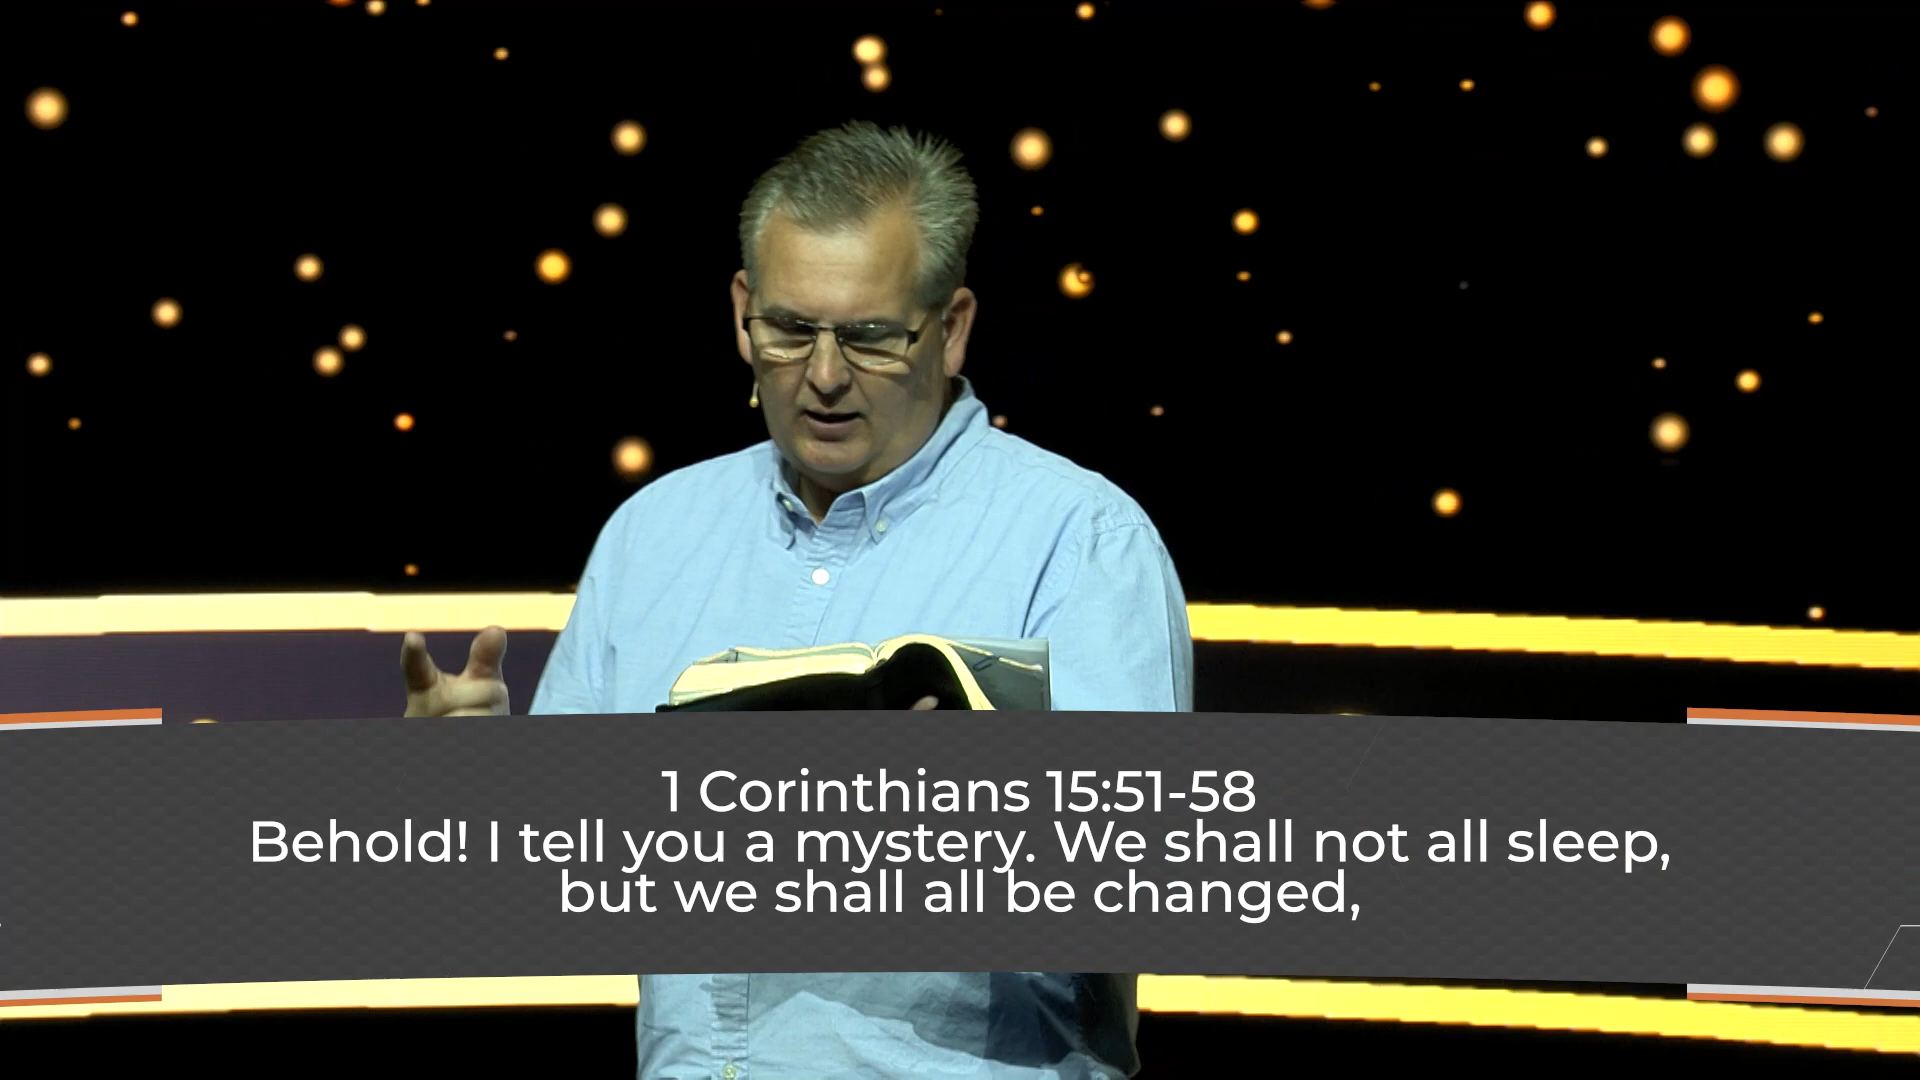 1 Corinthians 15:51-58
Behold! I tell you a mystery. We shall not all sleep,
but we shall all be changed,